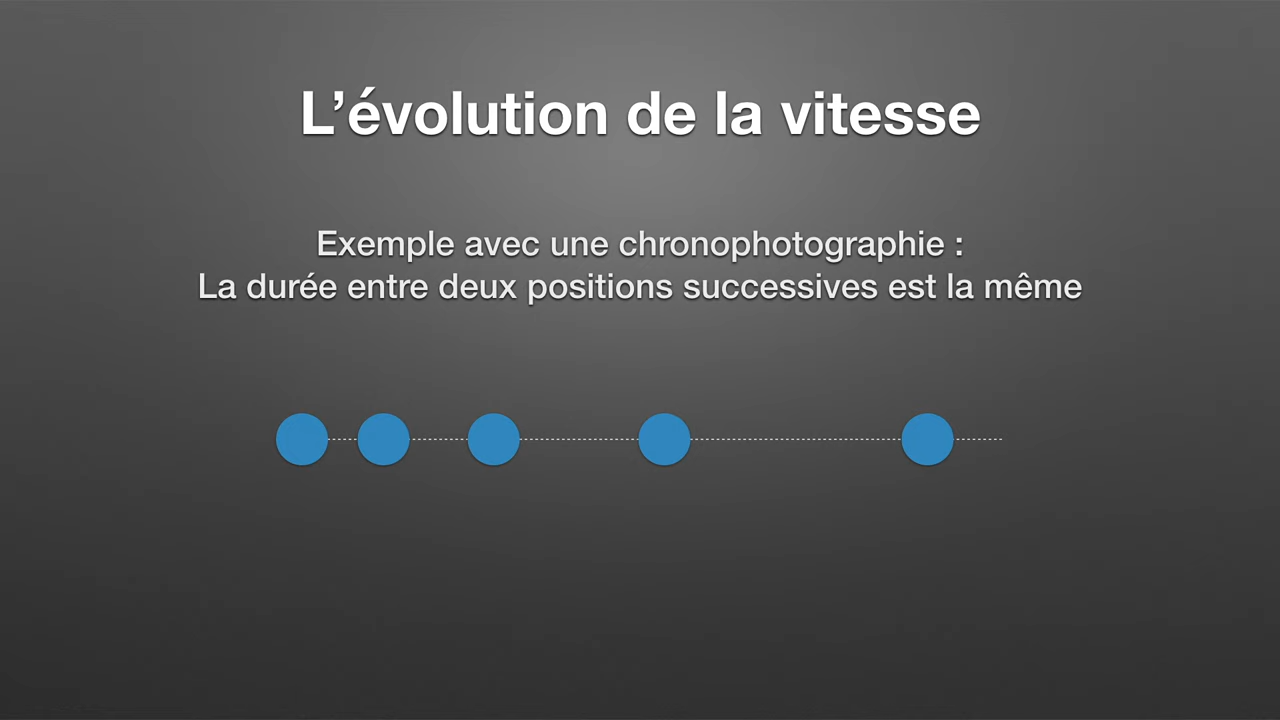 L’évolution de la vitesse
Exemple avec une chronophotographie :
La durée entre deux positions successives est la même